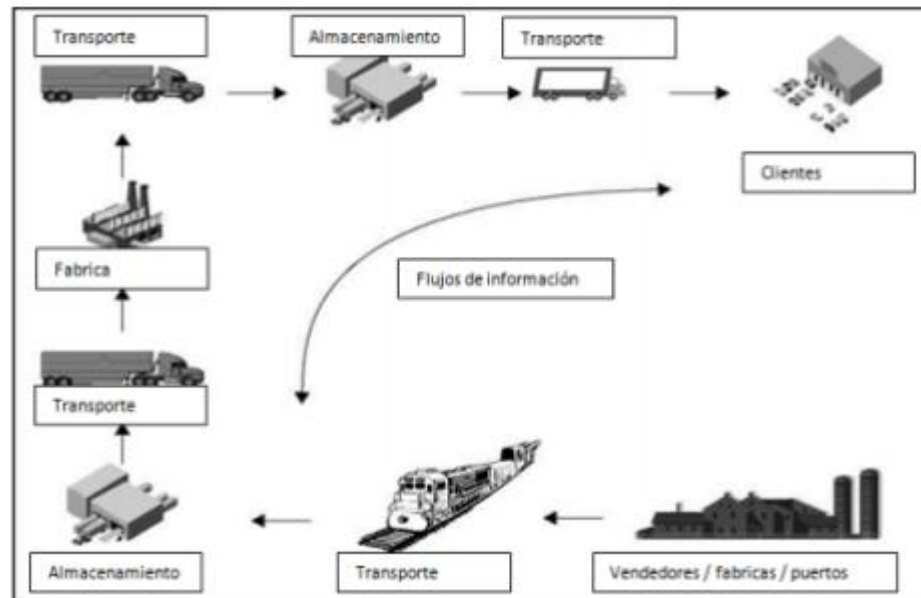 Transporte
Almacenamiento
Transporte
Clientes
Fabrica
Flujos de información
Transporte
Almacenamiento
Transporte
Vendedores / fabricas / puertos